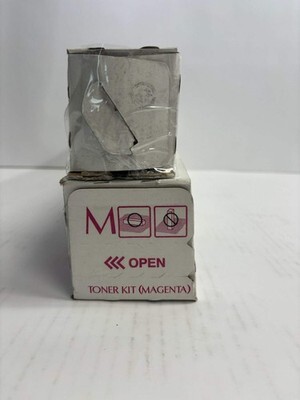 M
<<< OPEN
TONER KIT (MAGENTA)